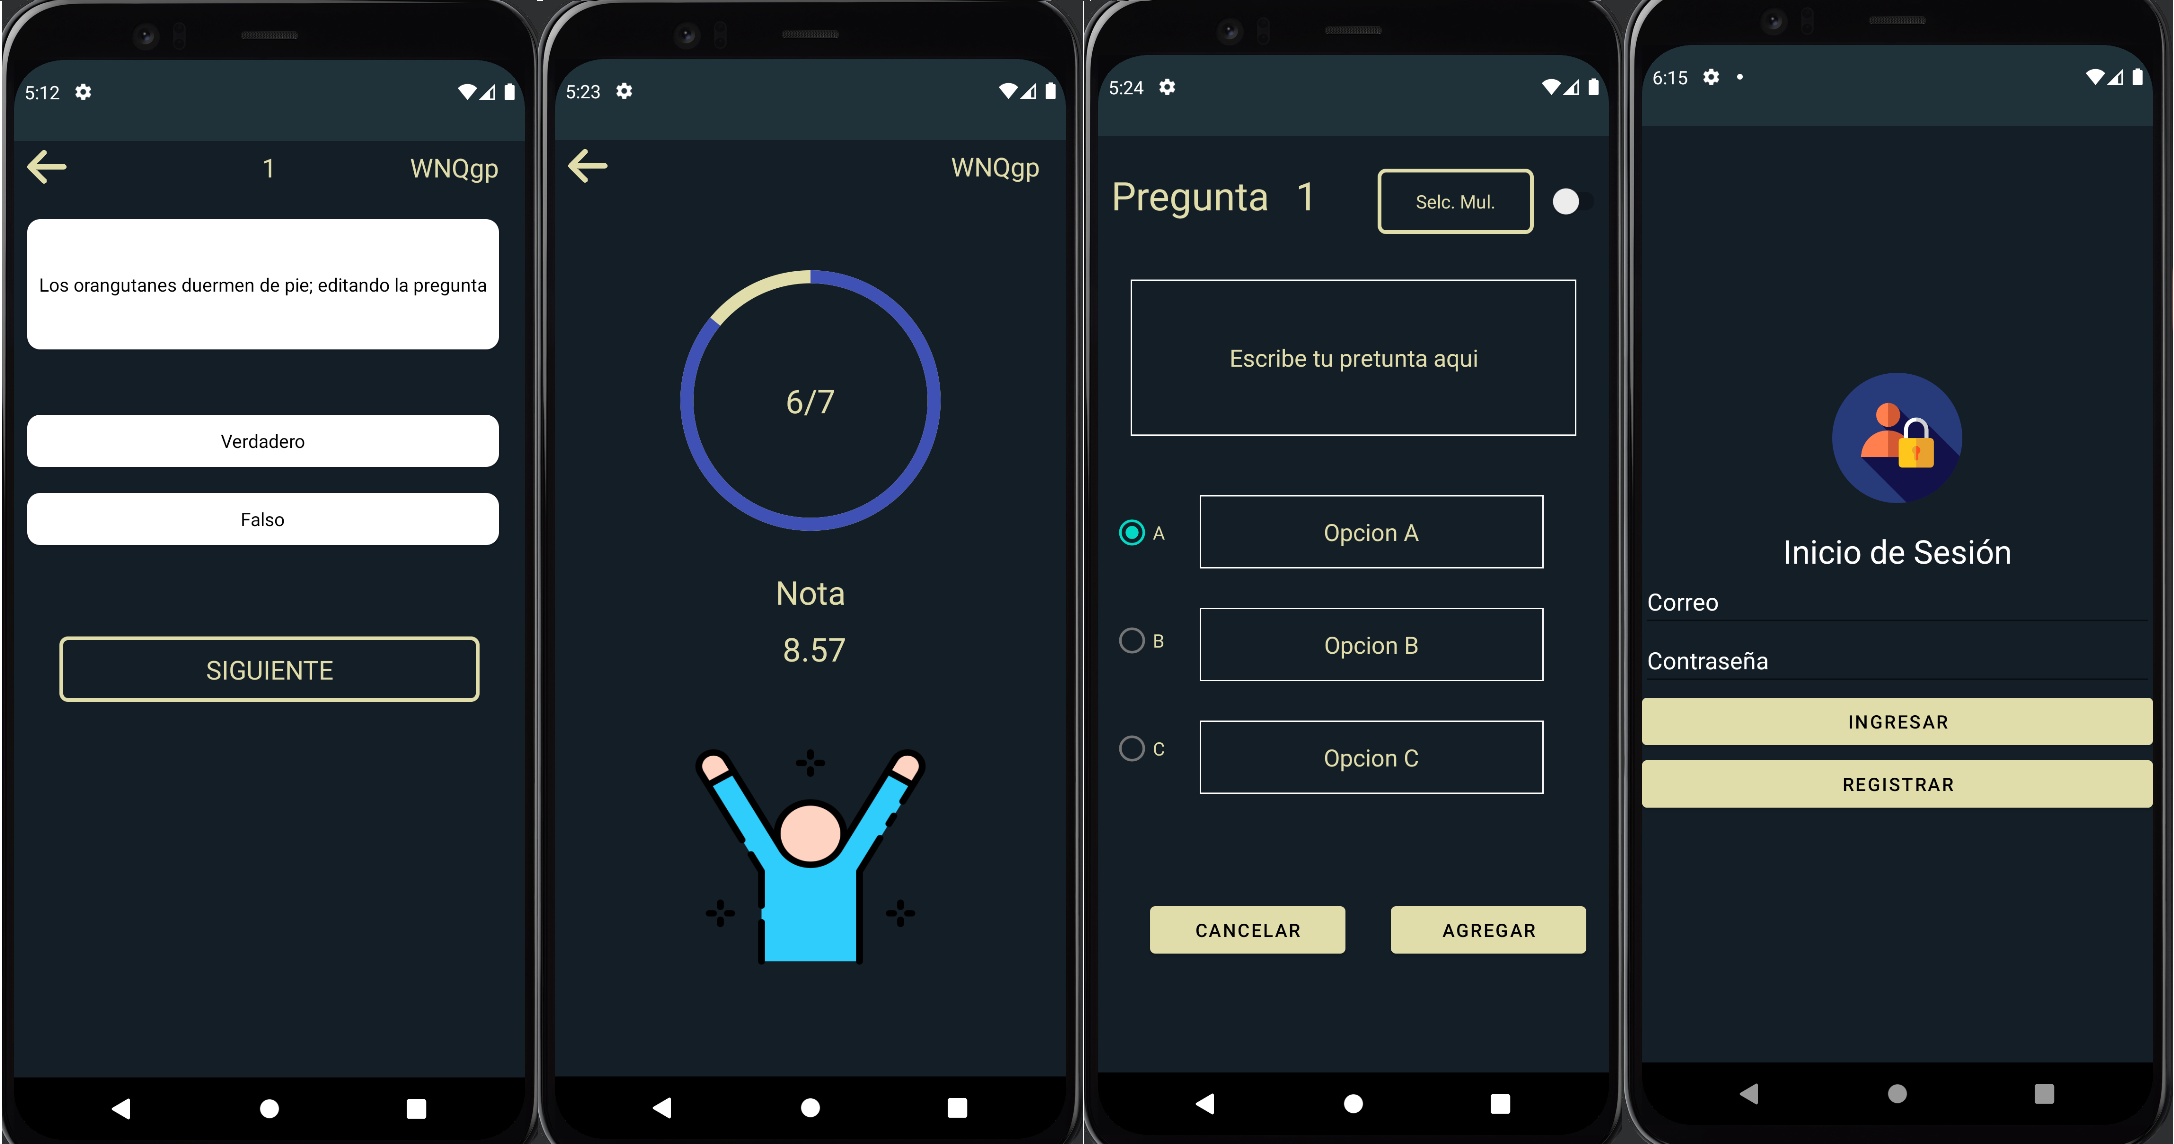 5:12
1
WNQgp
Los orangutanes duermen de pie; editando la pregunta
Verdadero
Falso
SIGUIENTE
5:23
WNQgp
6/7
Nota
8.57
5:24
Pregunta 1
Selc. Mul.
Escribe tu pretunta aqui
A
Opcion A
B
Opcion B
C
Opcion C
CANCELAR
AGREGAR
6:15
Inicio de Sesión
Correo
Contraseña
INGRESAR
REGISTRAR